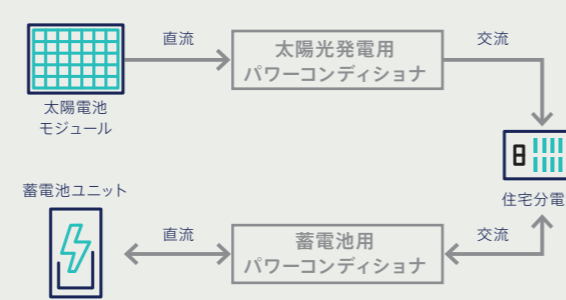 直流
太陽光発電用
パワーコンディショナ
交流
太陽電池
モジュール
住宅分電
蓄電池ユニット
直流
蓄電池用
パワーコンディショナ
交流